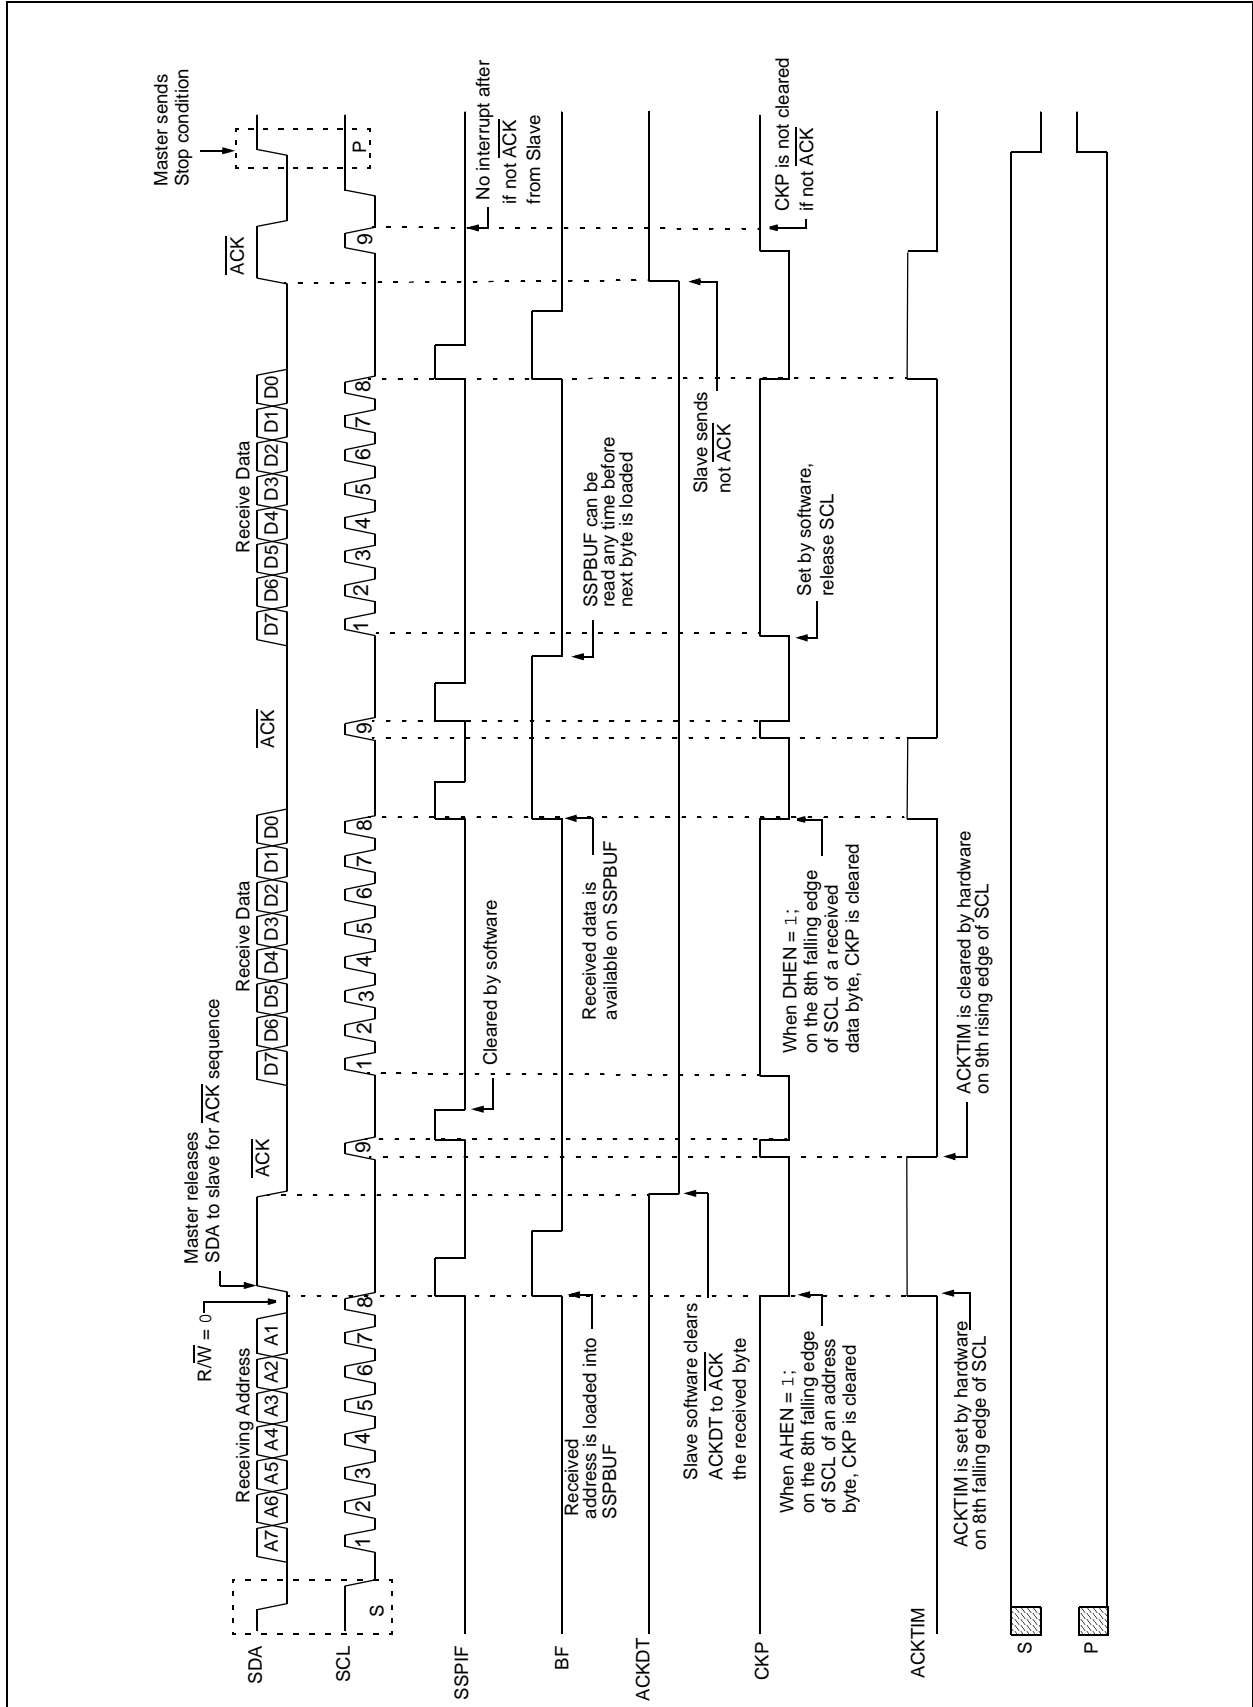 Master releases
SDA to slave for ACK sequence
Master sends
Stop condition
R/W = 0
Receiving Address
ACK
Receive Data
ACK
Receive Data
ACK
SDA
A7 A6 A5 A4 A3 A2 A1
D7 D6 D5 D4 D3 D2 D1 D0
D7 D6 D5 D4 D3 D2 D1 D0
SCL
S
1 2 3 4 5 6 7 8 9
1 2 3 4 5 6 7 8 9
1 2 3 4 5 6 7 8 9
P
SSPIF
Cleared by software
No interrupt after
if not ACK
from Slave
BF
Received
address is loaded into
SSPBUF
Received data is
available on SSPBUF
SSPBUF can be
read any time before
next byte is loaded
ACKDT
Slave software clears
ACKDT to ACK
the received byte
Slave sends
not ACK
CKP
When AHEN = 1;
on the 8th falling edge
of SCL of an address
byte, CKP is cleared
When DHEN = 1;
on the 8th falling edge
of SCL of a received
data byte, CKP is cleared
Set by software,
release SCL
CKP is not cleared
if not ACK
ACKTIM
ACKTIM is set by hardware
on 8th falling edge of SCL
ACKTIM is cleared by hardware
on 9th rising edge of SCL
S
P